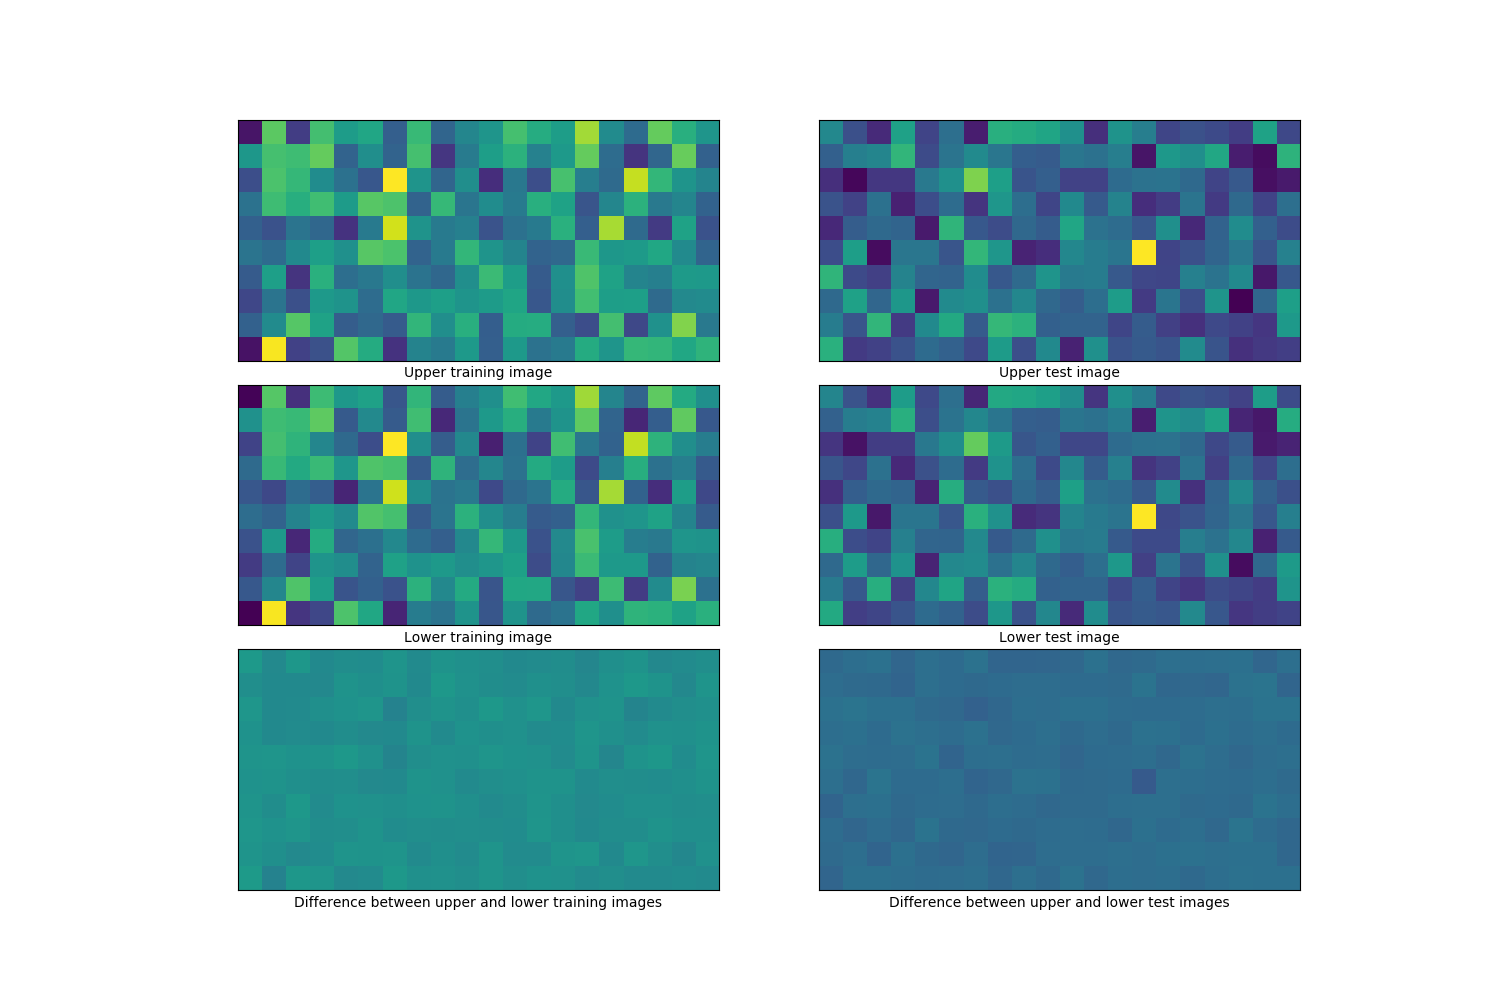 Upper training image
Upper test image
Lower training image
Lower test image
Difference between upper and lower training images
Difference between upper and lower test images